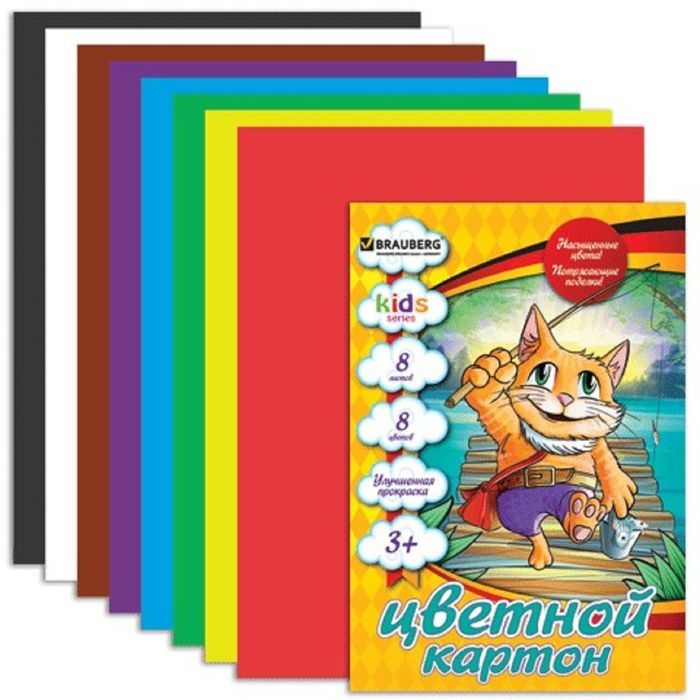 BRAUBERG
kids
series
8
листов
8
цветов
Улучшенная
прокраска
3+
Насыщенные
цвета!
Потрясающие
поделки!
цветной
картон